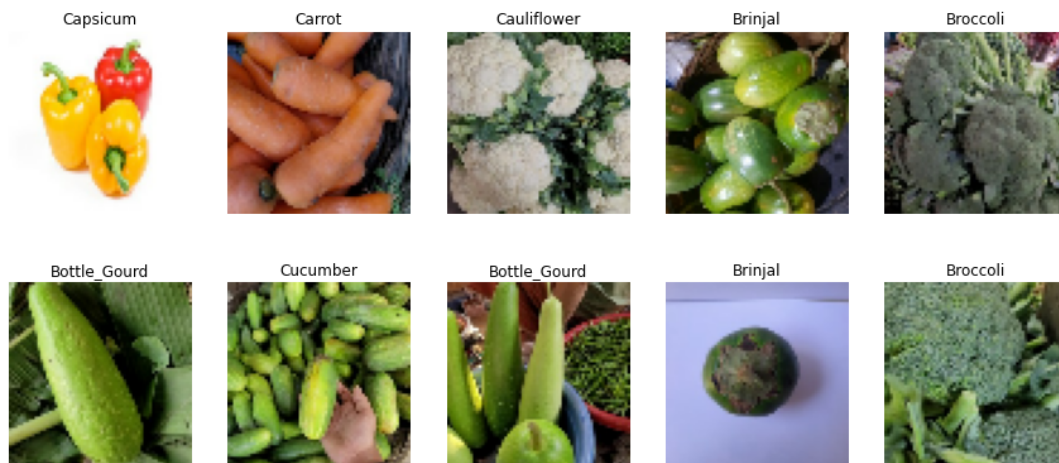 Capsicum
Carrot
Cauliflower
Brinjal
Broccoli
Bottle_Gourd
Cucumber
Bottle_Gourd
Brinjal
Broccoli